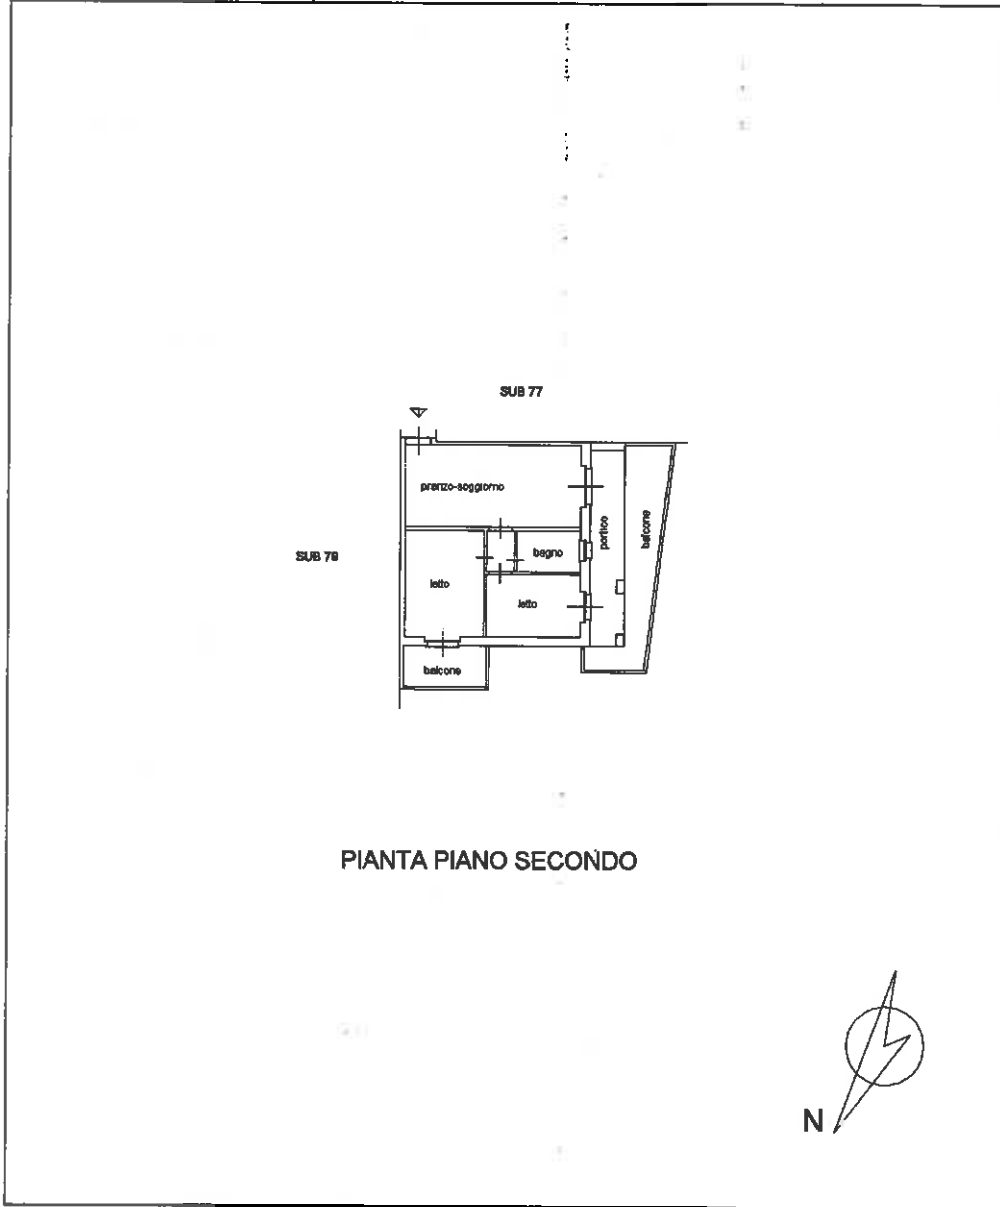 SUB 77
pranzo-soggiorno
portico
balcone
SUB 79
bagno
letto
letto
balcone
PIANTA PIANO SECONDO
N